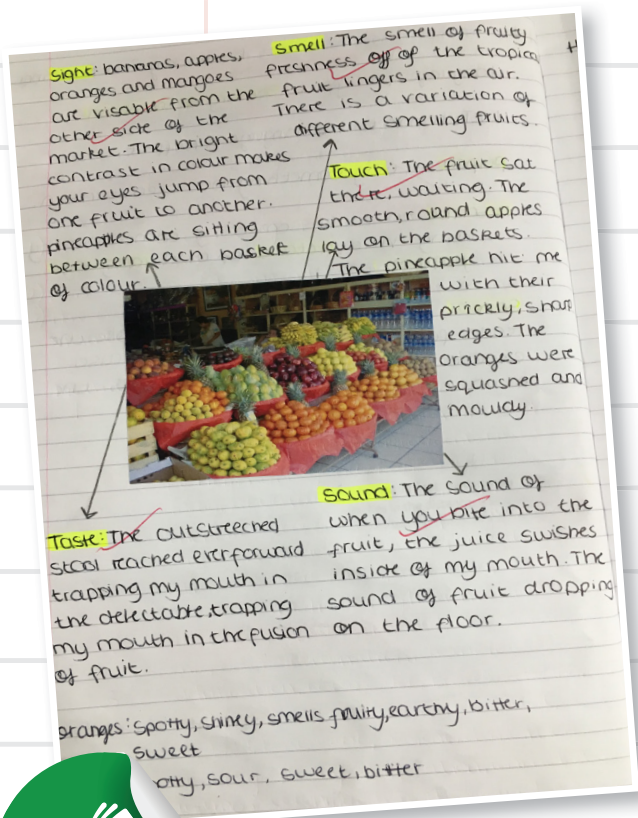 Sight: bananas, apples,
oranges and mangoes
are visable from the
other side of the
market. The bright
contrast in colour makes
your eyes jump from
one fruit to another.
pineapples are sitting
between each basket
of colour.
Smell: The smell of fruity
freshness off of the tropica
fruit lingers in the air.
There is a variation of
different smelling fruits.
Touch: The fruit sat
there, waiting. The
smooth, round apples
lay on the baskets.
The pineapple hit me
with their
prickly, sharp
edges. The
oranges were
squashed and
mouldy.
Taste: The outstreeched
stool reached everforward
trapping my mouth in
the delectable, trapping
my mouth in the fusion
of fruit.
Sound: The sound of
when you bite into the
fruit, the juice swishes
inside of my mouth. The
sound of fruit dropping
on the floor.
oranges: spotty, shiney, smells fruity, earthy, bitter,
sweet
otty, sour, sweet, bitter